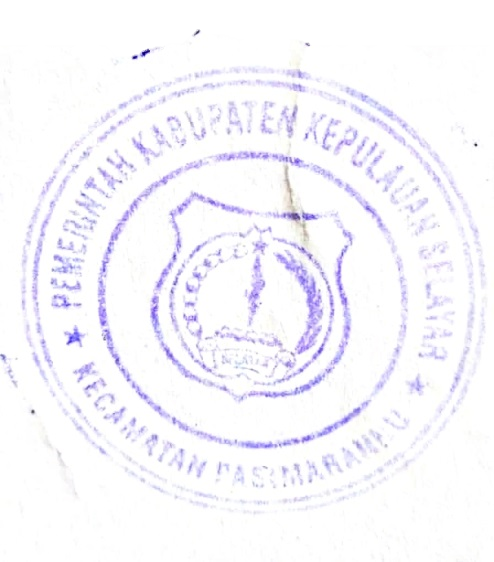 PEMERINTAH KABUPATEN KEPULAUAN SELAYAR
KECAMATAN PASIMARANNU